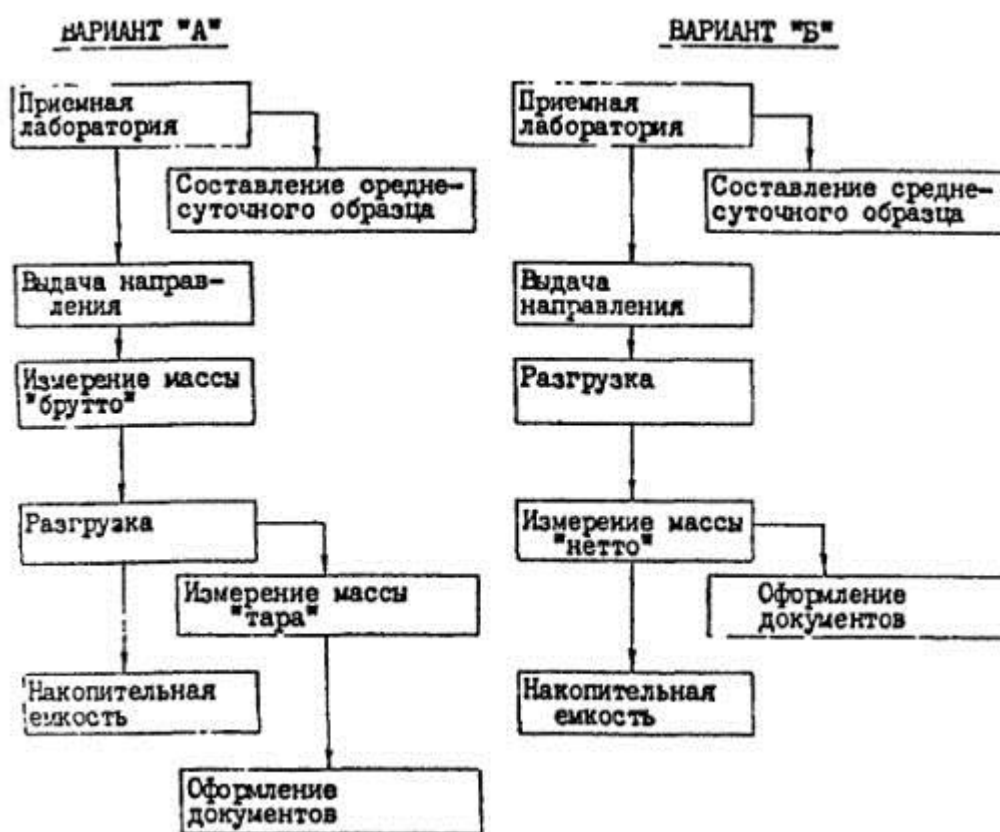 ВАРИАНТ "А"
Приемная
лаборатория
Составление средне-
суточного образца
Выдача направ-
ления
Измерение массы
"брутто"
Разгрузка
Измерение массы
"тара"
Накопительная
емкость
Оформление
документов
ВАРИАНТ "Б"
Приемная
лаборатория
Составление средне-
суточного образца
Выдача
направления
Разгрузка
Измерение массы
"нетто"
Оформление
документов
Накопительная
емкость